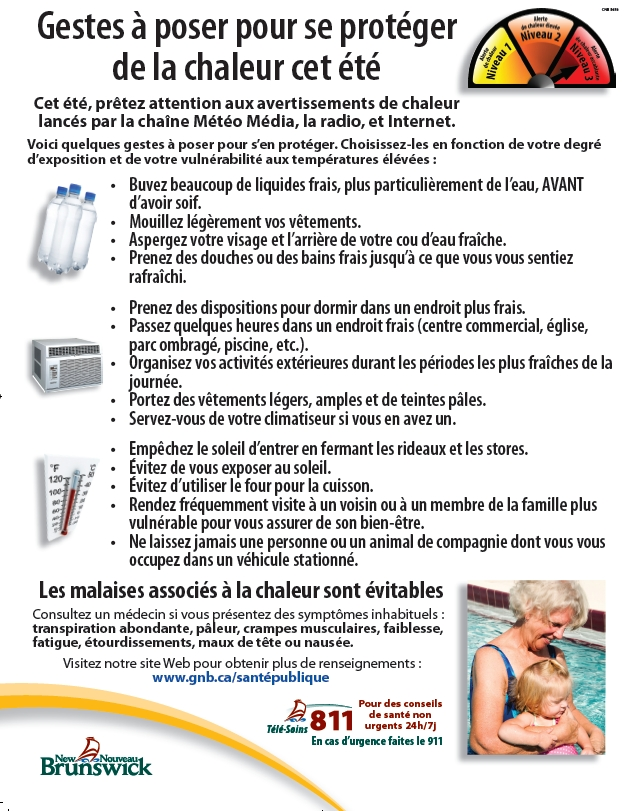 Gestes à poser pour se protéger
de la chaleur cet été
Alerte
de chaleur
Niveau 1
Alerte
de chaleur élevée
Niveau 2
Alerte
de chaleur accablante
Niveau 3
Cet été, prêtez attention aux avertissements de chaleur
lancés par la chaîne Météo Média, la radio, et Internet.
Voici quelques gestes à poser pour s'en protéger. Choisissez-les en fonction de votre degré
d'exposition et de votre vulnérabilité aux températures élévées :
• Buvez beaucoup de liquides frais, plus particulièrement de l'eau, AVANT
d'avoir soif.
• Mouillez légèrement vos vêtements.
• Aspergez votre visage et l'arrière de votre cou d'eau fraîche.
• Prenez des douches ou des bains frais jusqu'à ce que vous vous sentiez
rafraîchi.
• Prenez des dispositions pour dormir dans un endroit plus frais.
• Passez quelques heures dans un endroit frais (centre commercial, église,
parc ombragé, piscine, etc.).
• Organisez vos activités extérieures durant les périodes les plus fraîches de la
journée.
• Portez des vêtements légers, amples et de teintes pâles.
• Servez-vous de votre climatiseur si vous en avez un.
°F °C
120
100
• Empêchez le soleil d'entrer en fermant les rideaux et les stores.
• Évitez de vous exposer au soleil.
• Évitez d'utiliser le four pour la cuisson.
• Rendez fréquemment visite à un voisin ou à un membre de la famille plus
vulnérable pour vous assurer de son bien-être.
• Ne laissez jamais une personne ou un animal de compagnie dont vous vous
occupez dans un véhicule stationné.
Les malaises associés à la chaleur sont évitables
Consultez un médecin si vous présentez des symptômes inhabituels :
transpiration abondante, pâleur, crampes musculaires, faiblesse,
fatigue, étourdissements, maux de tête ou nausée.
Visitez notre site Web pour obtenir plus de renseignements :
www.gnb.ca/santépublique
Télé-Soins 811
Pour des conseils
de santé non
urgents 24h/7j
En cas d'urgence faites le 911
New Nouveau
Brunswick